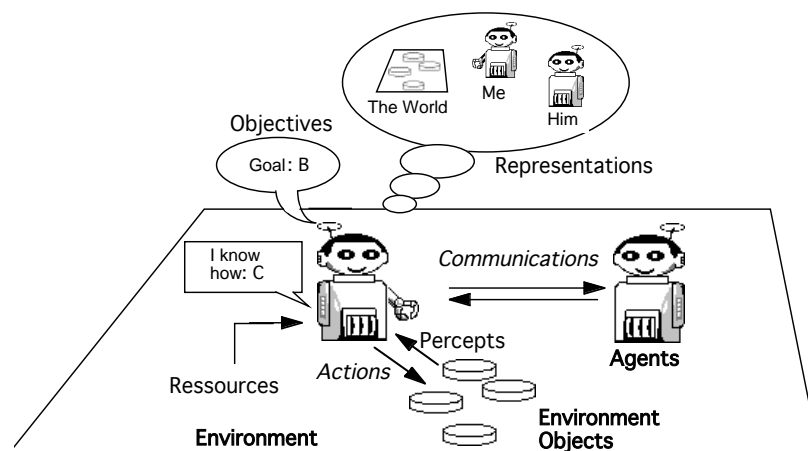 The World
Me
Him
Objectives
Goal: B
Representations
I know
how: C
Communications
Percepts
Agents
Ressources
Actions
Environment
Environment
Objects